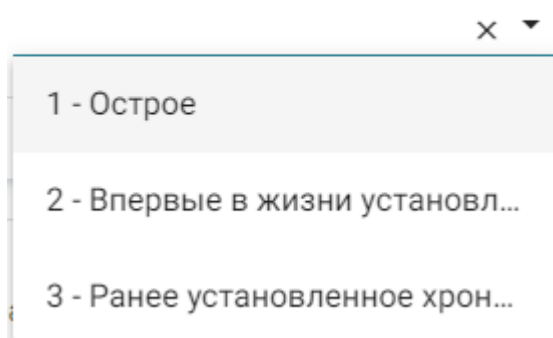 1 - Острое
2 - Впервые в жизни установл...
3 - Ранее установленное хрон...